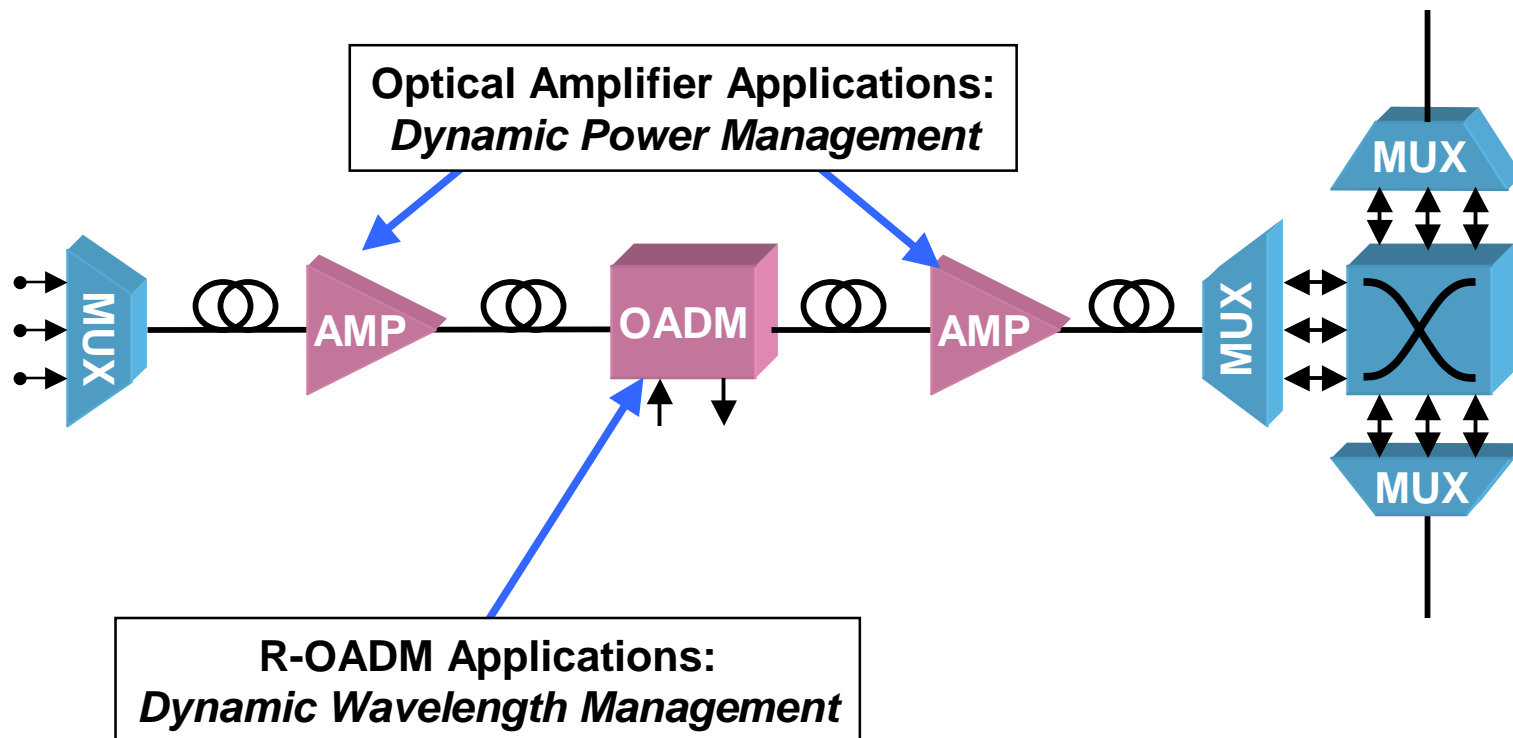 Optical Amplifier Applications:
Dynamic Power Management
MUX
MUX
AMP
OADM
AMP
MUX
MUX
R-OADM Applications:
Dynamic Wavelength Management